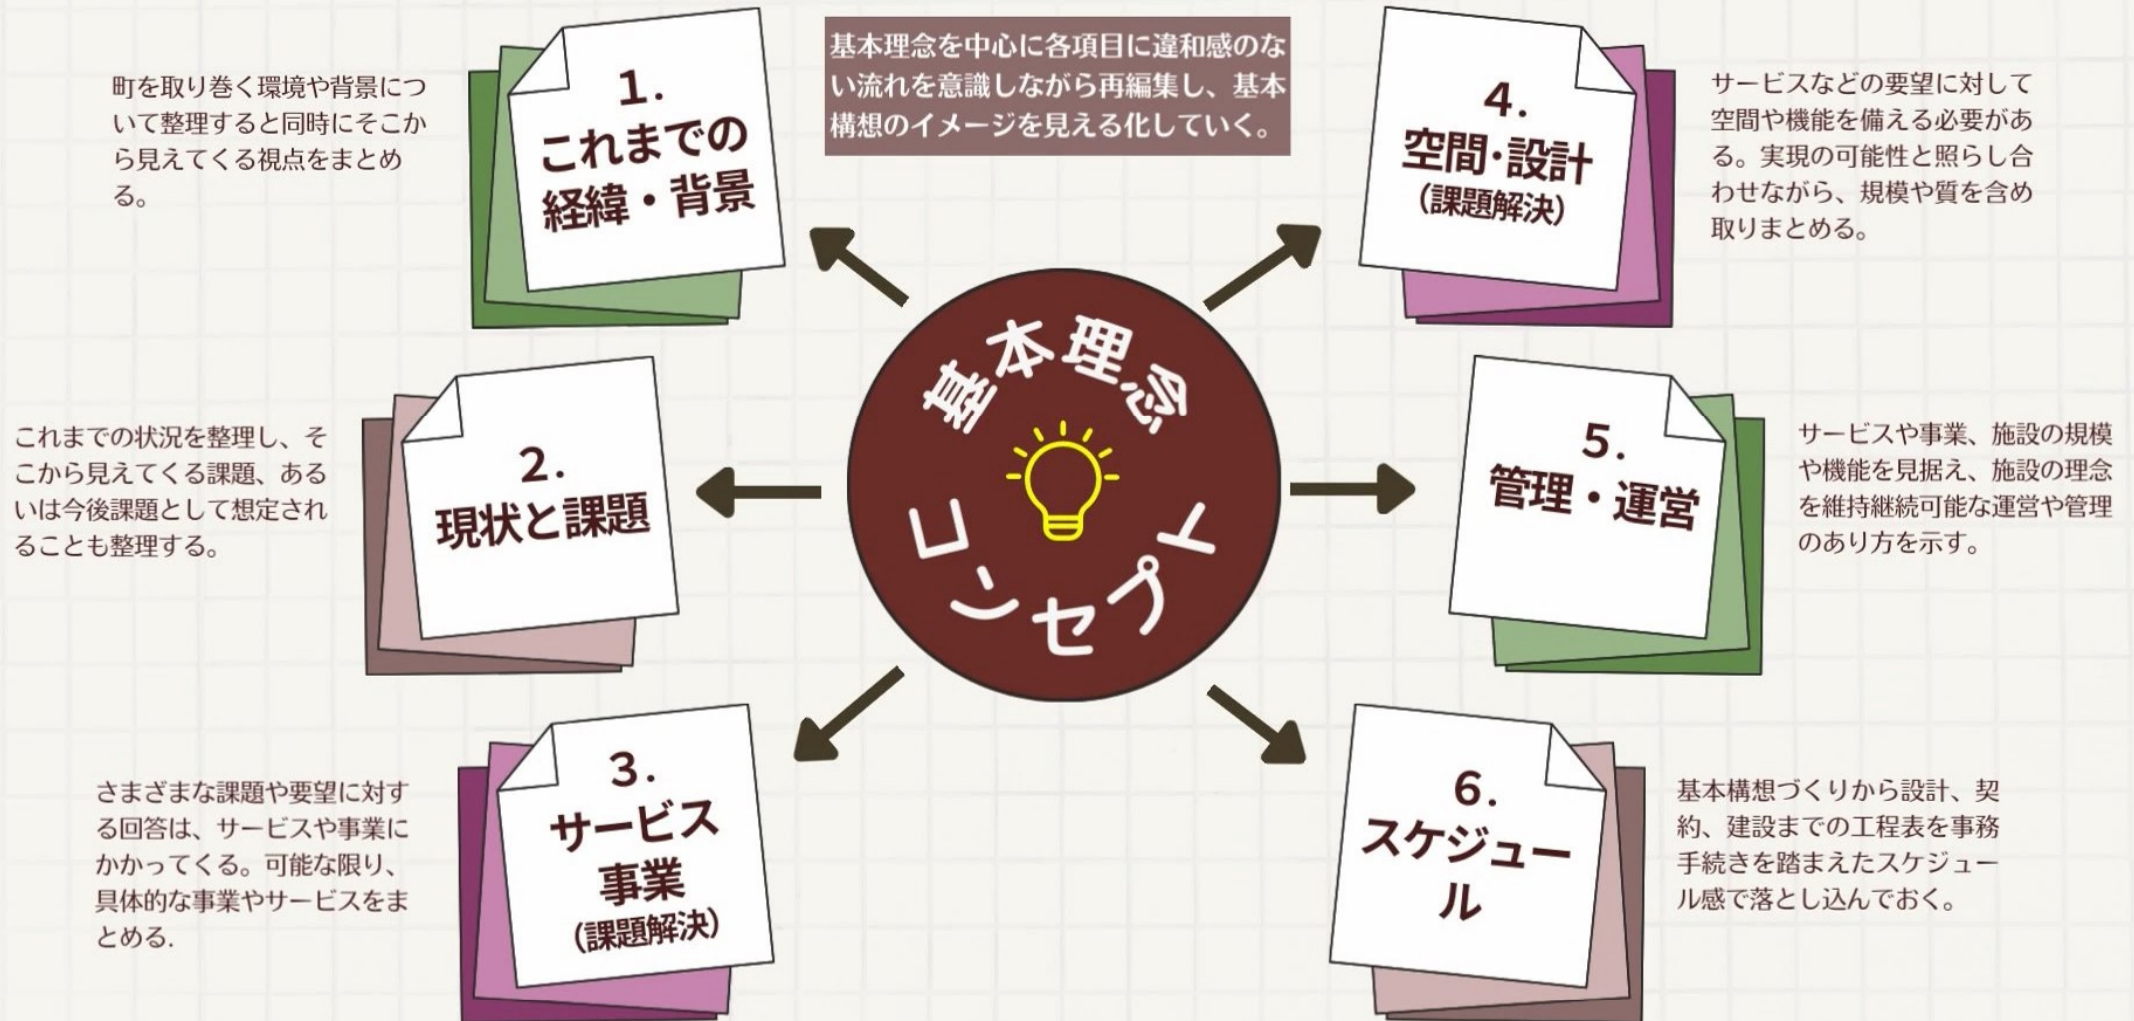 基本理念を中心に各項目に違和感のな
い流れを意識しながら再編集し、基本
構想のイメージを見える化していく。
町を取り巻く環境や背景につ
いて整理すると同時にそこか
ら見えてくる視点をまとめ
る。
1.
これまでの
経緯・背景
これまでの状況を整理し、そ
こから見えてくる課題、ある
いは今後課題として想定され
ることも整理する。
2.
現状と課題
さまざまな課題や要望に対す
る回答は、サービスや事業に
かかってくる。可能な限り、
具体的な事業やサービスをま
とめる.
3.
サービス
事業
（課題解決）
基本理念
コンセプト
4.
空間・設計
（課題解決）
サービスなどの要望に対して
空間や機能を備える必要があ
る。実現の可能性と照らし合
わせながら、規模や質を含め
取りまとめる。
5.
管理・運営
サービスや事業、施設の規模
や機能を見据え、施設の理念
を維持継続可能な運営や管理
のあり方を示す。
6.
スケジュー
ル
基本構想づくりから設計、契
約、建設までの工程表を事務
手続きを踏まえたスケジュー
ル感で落とし込んでおく。